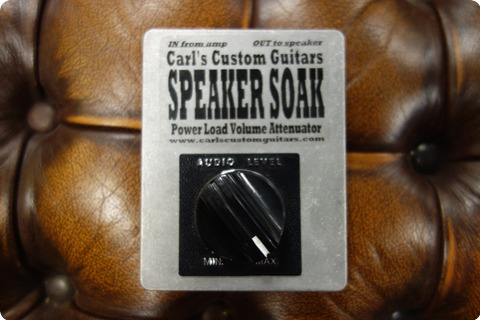 IN from amp OUT to speaker
Carl's Custom Guitars
SPEAKER SOAK
Power Load Volume Attenuator
www.carlscustomguitars.com
AUDIO LEVEL
MIN. MAX.